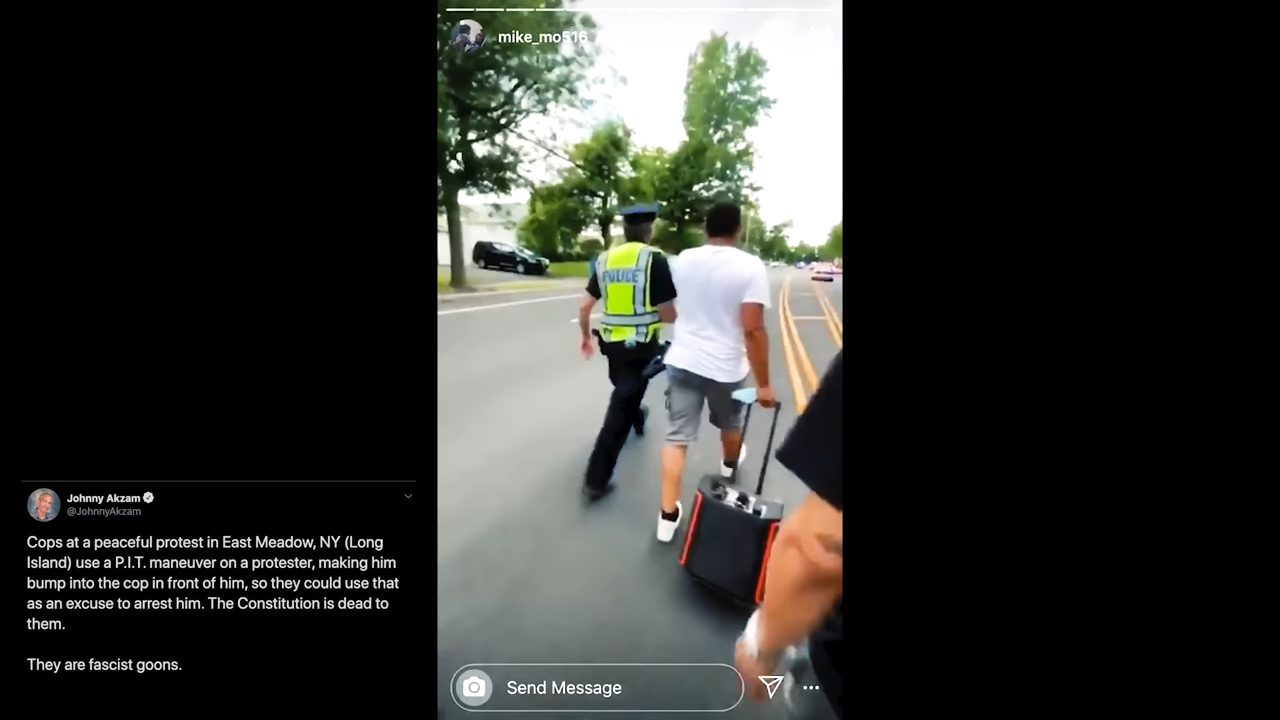 mike_mo516
POLICE
Johnny Akzam
@JohnnyAkzam
Cops at a peaceful protest in East Meadow, NY (Long
Island) use a P.I.T. maneuver on a protester, making him
bump into the cop in front of him, so they could use that
as an excuse to arrest him. The Constitution is dead to
them.
They are fascist goons.
Send Message